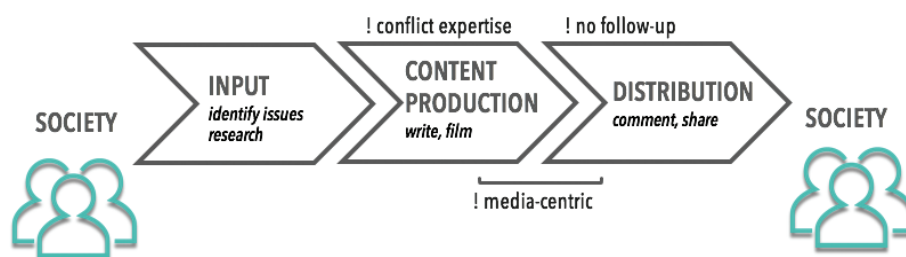 ! conflict expertise
! no follow-up
SOCIETY
INPUT
identify issues
research
CONTENT
PRODUCTION
write, film
DISTRIBUTION
comment, share
SOCIETY
! media-centric